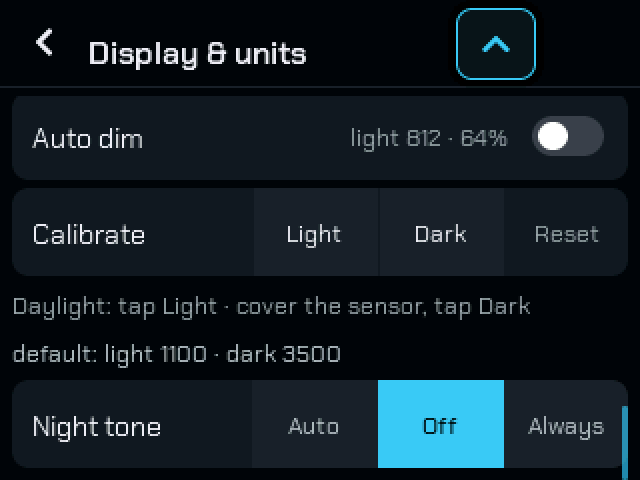 Display & units
Auto dim light 812 · 64%
Calibrate Light Dark Reset
Daylight: tap Light · cover the sensor, tap Dark
default: light 1100 · dark 3500
Night tone Auto Off Always